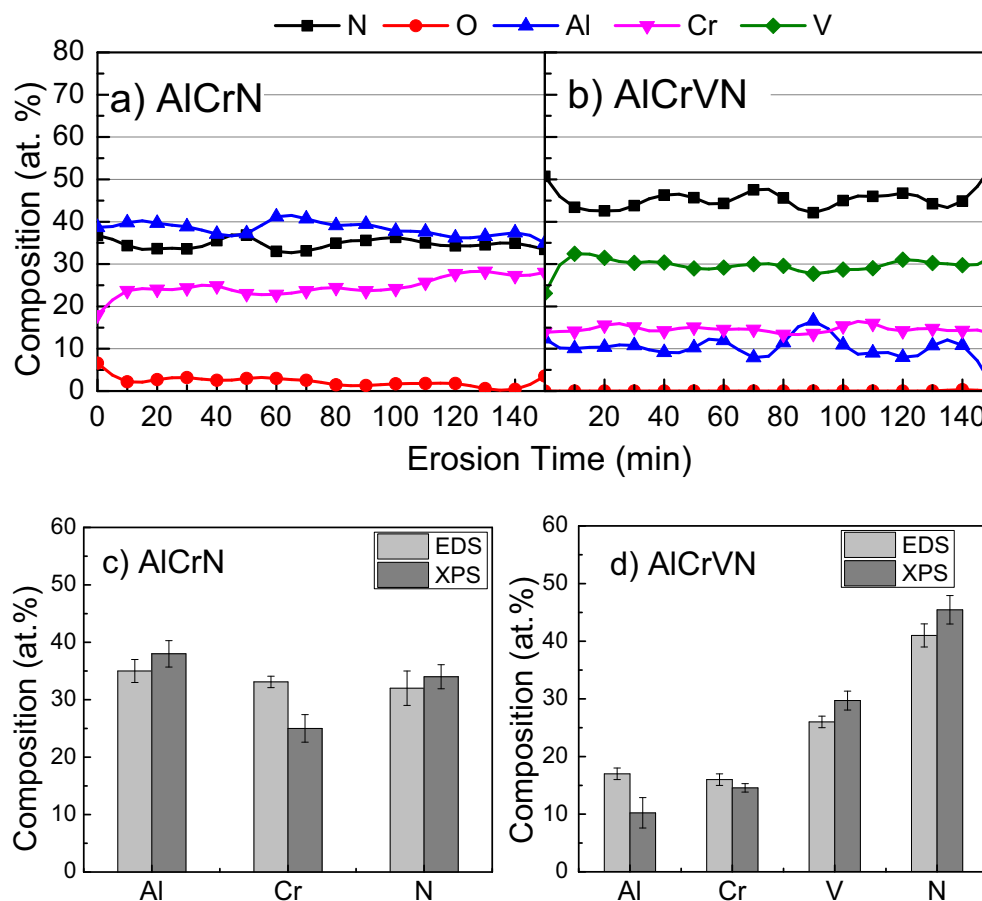 N O Al Cr V
80
70
60
50
40
30
20
10
0
Composition (at. %)
a) AlCrN
b) AlCrVN
0 20 40 60 80 100 120 140 20 40 60 80 100 120 140
Erosion Time (min)
60
50
40
30
20
10
0
Composition (at.%)
c) AlCrN
EDS
XPS
Al Cr N
60
50
40
30
20
10
0
Composition (at.%)
d) AlCrVN
EDS
XPS
Al Cr V N